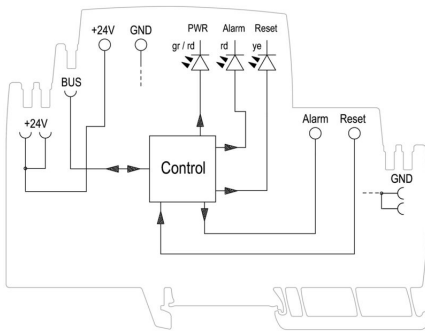 +24V
GND
PWR
Alarm
Reset
gr / rd
rd
ye
BUS
+24V
Alarm
Reset
Control
GND